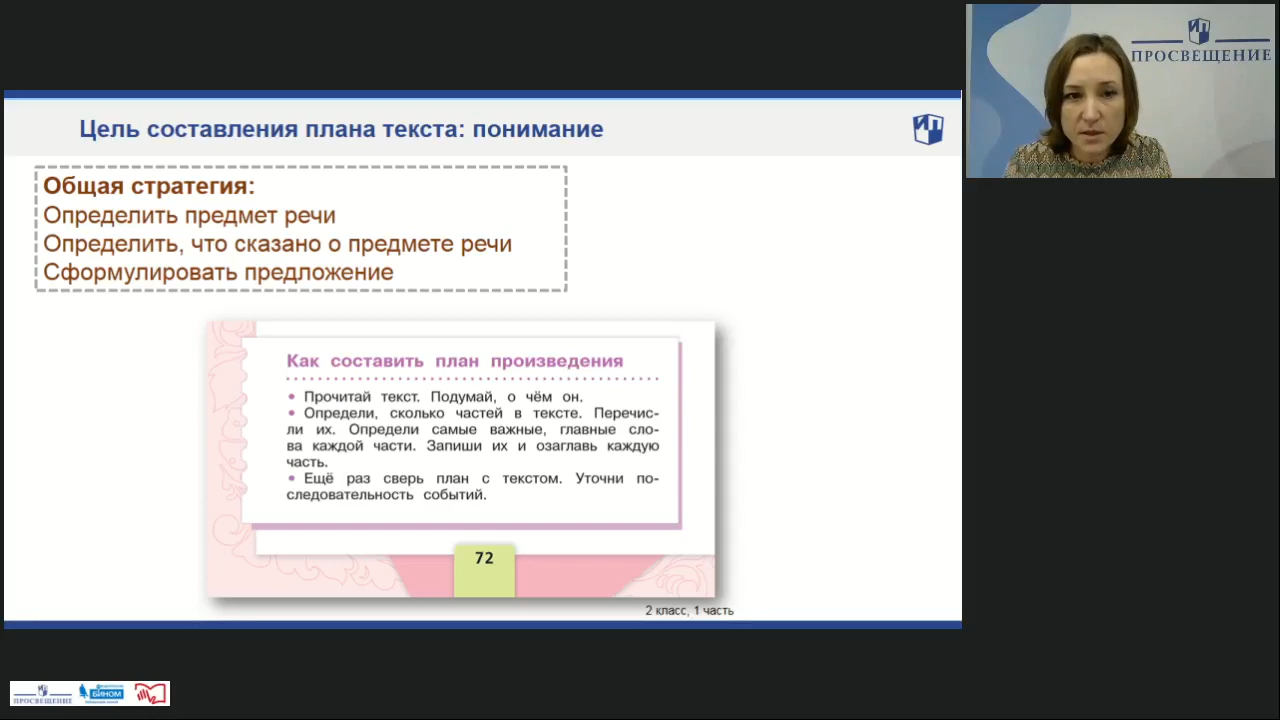 ПРОСВЕЩЕНИЕ
Цель составления плана текста: понимание
Общая стратегия:
Определить предмет речи
Определить, что сказано о предмете речи
Сформулировать предложение
Как составить план произведения
• Прочитай текст. Подумай, о чём он.
• Определи, сколько частей в тексте. Перечис-
ли их. Определи самые важные, главные сло-
ва каждой части. Запиши их и озаглавь каждую
часть.
• Ещё раз сверь план с текстом. Уточни по-
следовательность событий.
72
2 класс, 1 часть
ПРОСВЕЩЕНИЕ
БИНОМ